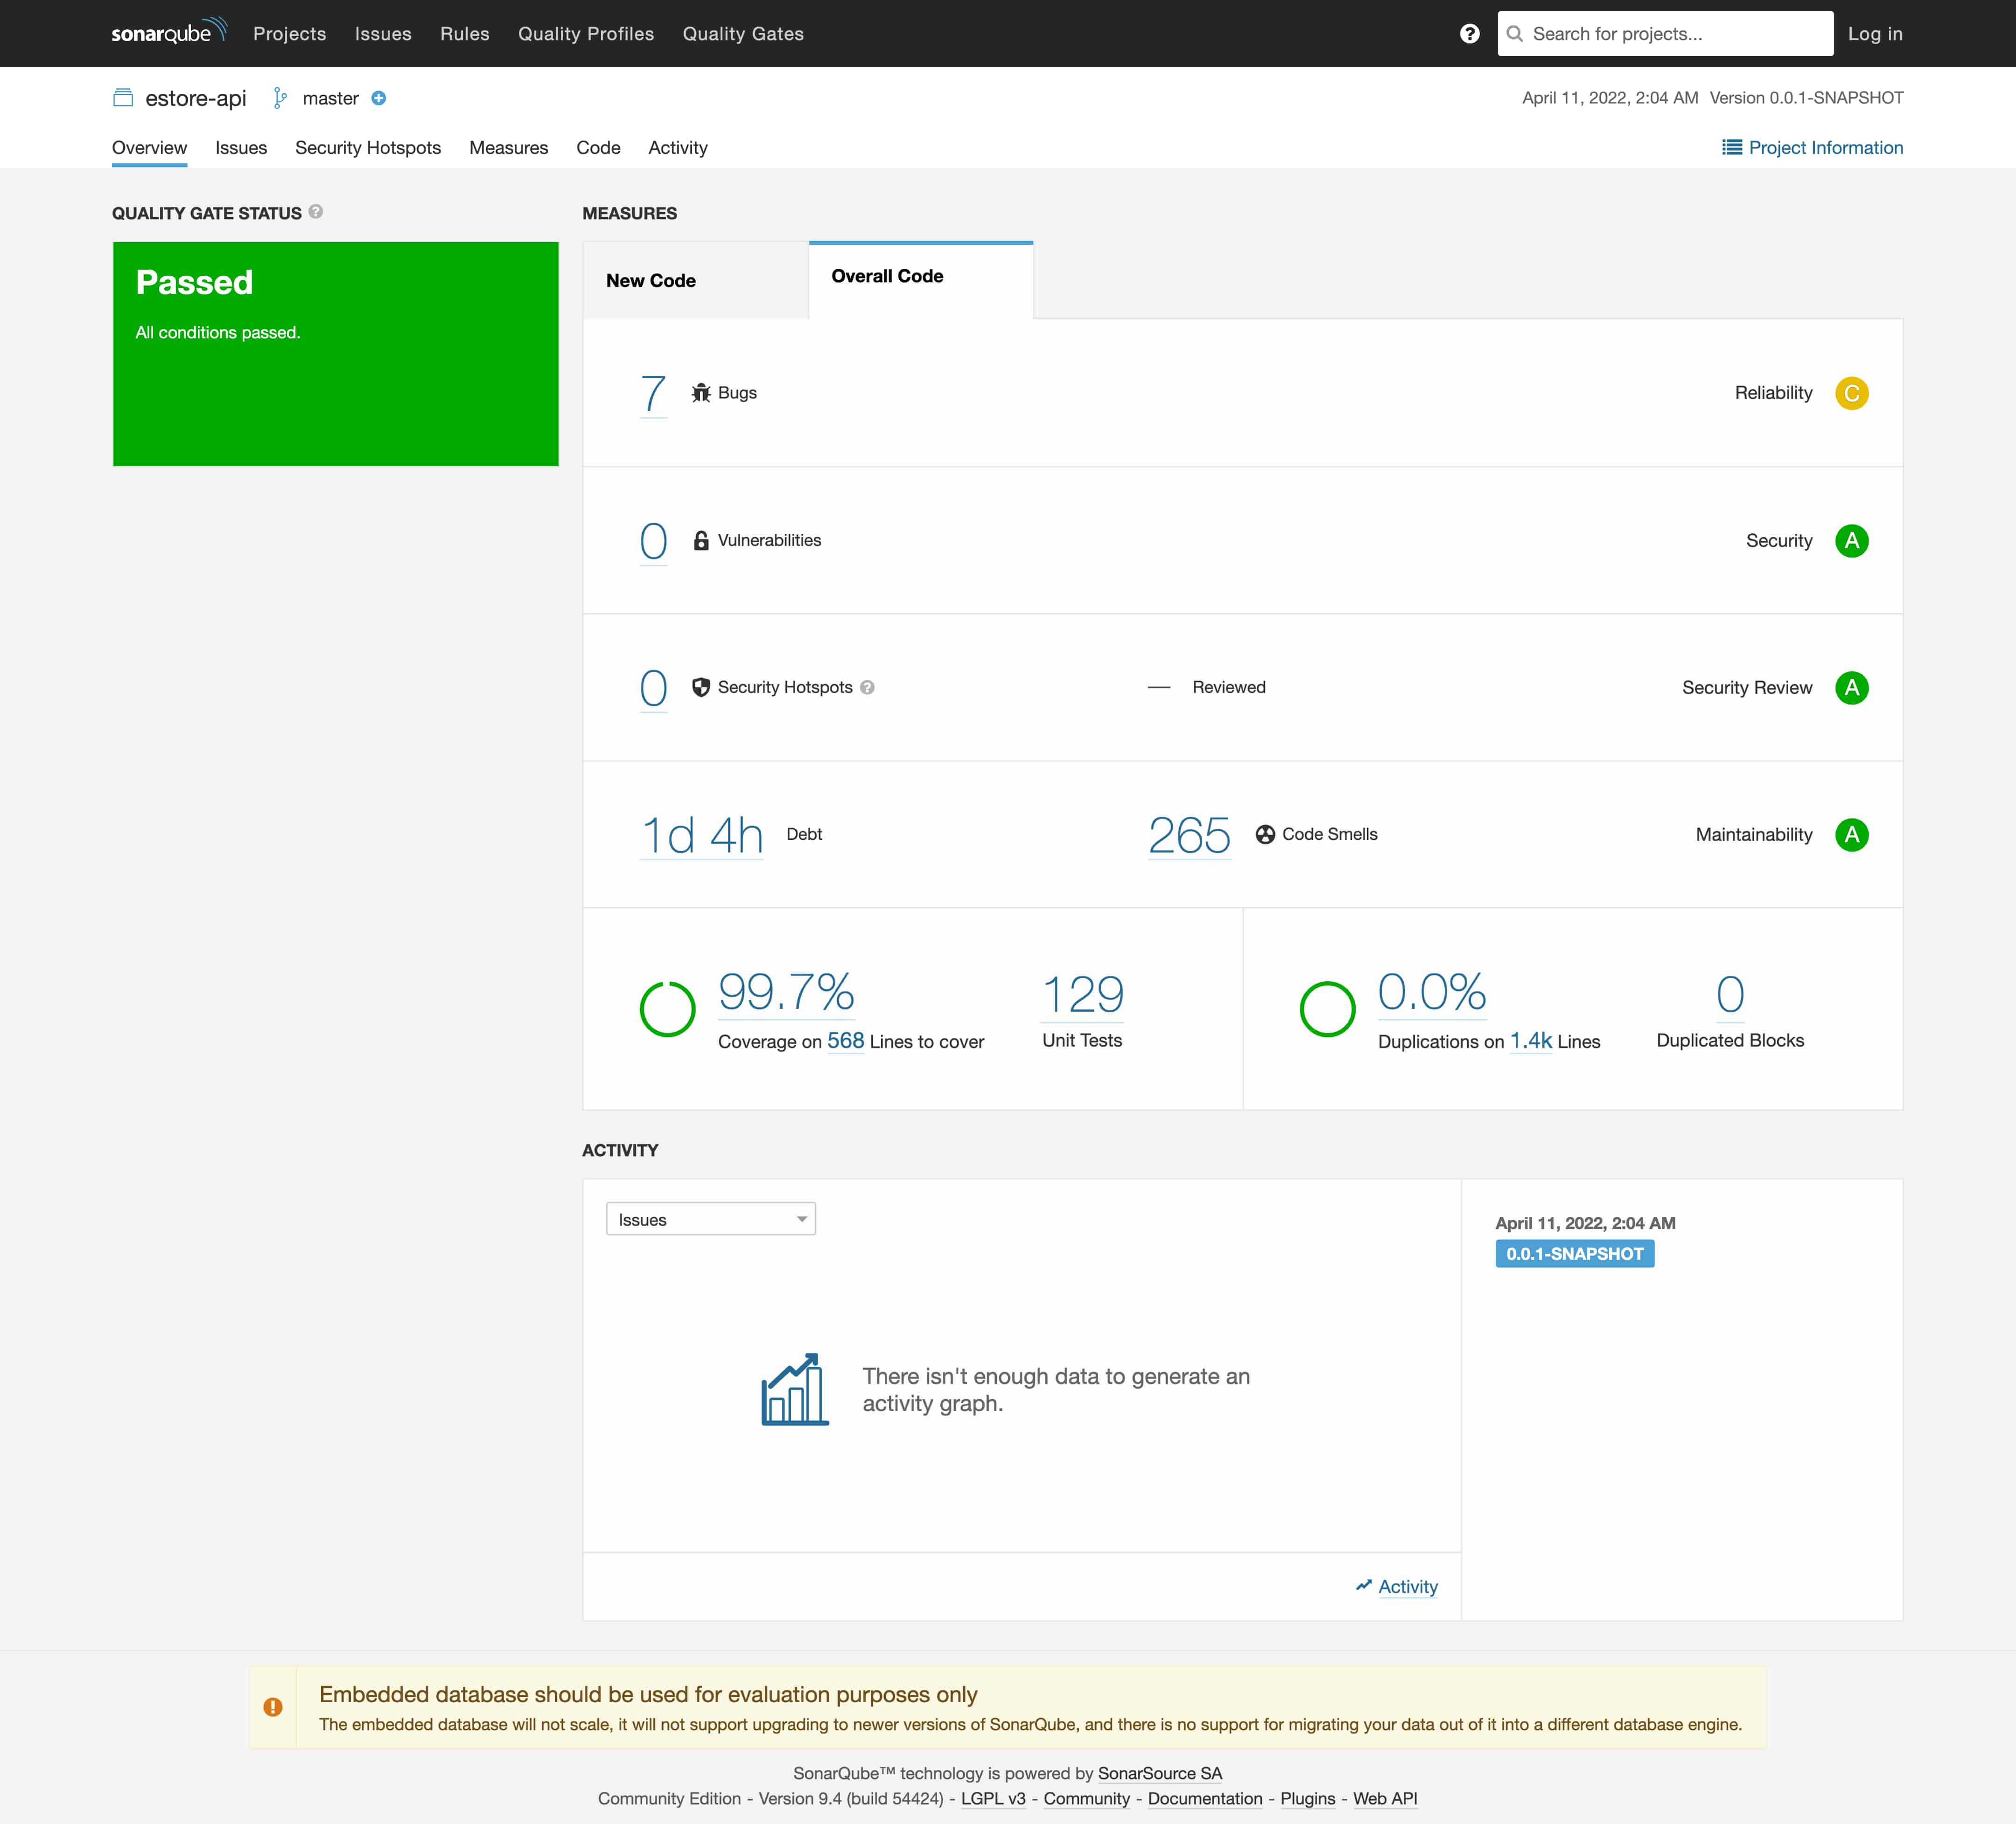 sonarqube Projects Issues Rules Quality Profiles Quality Gates ? Search for projects... Log in
estore-api master April 11, 2022, 2:04 AM Version 0.0.1-SNAPSHOT
Overview Issues Security Hotspots Measures Code Activity Project Information
QUALITY GATE STATUS ?
Passed
All conditions passed.
MEASURES
New Code Overall Code
7 Bugs Reliability C
0 Vulnerabilities Security A
0 Security Hotspots ? — Reviewed Security Review A
1d 4h Debt 265 Code Smells Maintainability A
99.7%
Coverage on 568 Lines to cover
129
Unit Tests
0.0%
Duplications on 1.4k Lines
0
Duplicated Blocks
ACTIVITY
Issues
There isn't enough data to generate an
activity graph.
Activity
April 11, 2022, 2:04 AM
0.0.1-SNAPSHOT
Embedded database should be used for evaluation purposes only
The embedded database will not scale, it will not support upgrading to newer versions of SonarQube, and there is no support for migrating your data out of it into a different database engine.
SonarQube™ technology is powered by SonarSource SA
Community Edition - Version 9.4 (build 54424) - LGPL v3 - Community - Documentation - Plugins - Web API